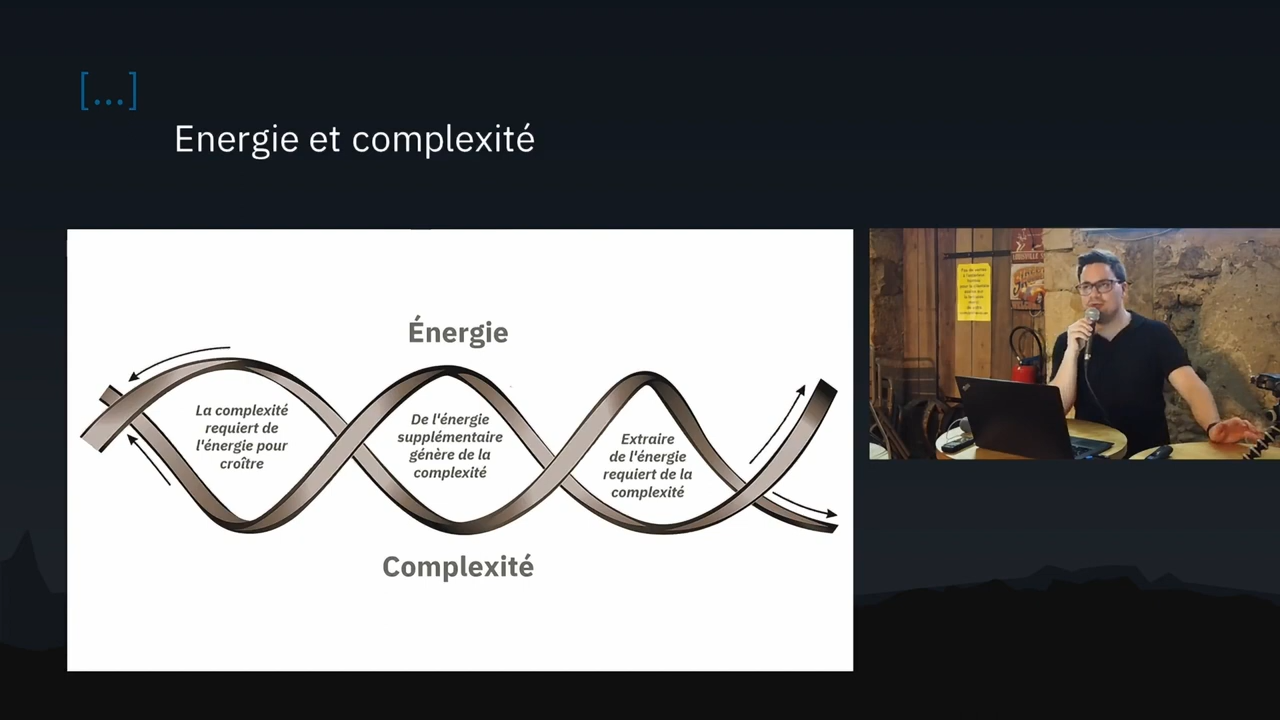 [...]
Energie et complexité
Énergie
La complexité
requiert de
l'énergie pour
croître
De l'énergie
supplémentaire
génère de la
complexité
Extraire
de l'énergie
requiert de la
complexité
Complexité